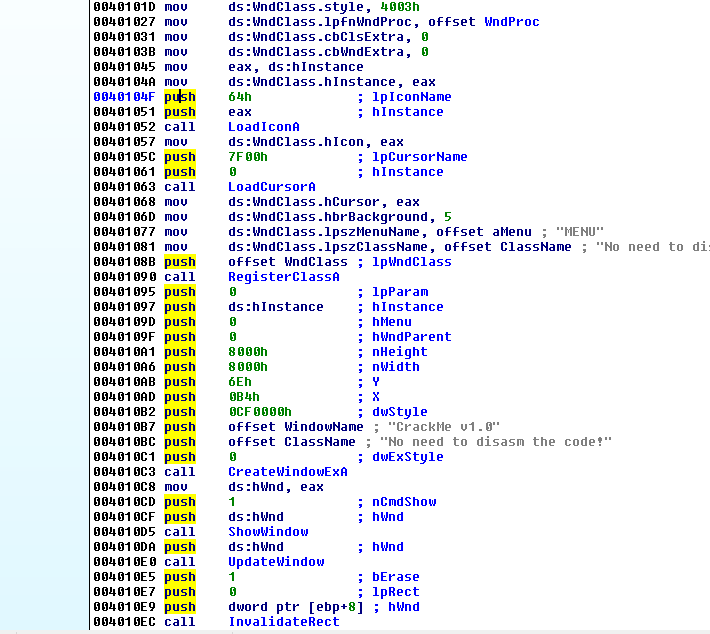 0040101D mov ds:WndClass.style, 4003h
00401027 mov ds:WndClass.lpfnWndProc, offset WndProc
00401031 mov ds:WndClass.cbClsExtra, 0
0040103B mov ds:WndClass.cbWndExtra, 0
00401045 mov eax, ds:hInstance
0040104A mov ds:WndClass.hInstance, eax
0040104F push 64h ; lpIconName
00401051 push eax ; hInstance
00401052 call LoadIconA
00401057 mov ds:WndClass.hIcon, eax
0040105C push 7F00h ; lpCursorName
00401061 push 0 ; hInstance
00401063 call LoadCursorA
00401068 mov ds:WndClass.hCursor, eax
0040106D mov ds:WndClass.hbrBackground, 5
00401077 mov ds:WndClass.lpszMenuName, offset aMenu ; "MENU"
00401081 mov ds:WndClass.lpszClassName, offset ClassName ; "No need to dis
0040108B push offset WndClass ; lpWndClass
00401090 call RegisterClassA
00401095 push 0 ; lpParam
00401097 push ds:hInstance ; hInstance
0040109D push 0 ; hMenu
0040109F push 0 ; hWndParent
004010A1 push 8000h ; nHeight
004010A6 push 8000h ; nWidth
004010AB push 6Eh ; Y
004010AD push 0B4h ; X
004010B2 push 0CF0000h ; dwStyle
004010B7 push offset WindowName ; "CrackMe v1.0"
004010BC push offset ClassName ; "No need to disasm the code!"
004010C1 push 0 ; dwExStyle
004010C3 call CreateWindowExA
004010C8 mov ds:hWnd, eax
004010CD push 1 ; nCmdShow
004010CF push ds:hWnd ; hWnd
004010D5 call ShowWindow
004010DA push ds:hWnd ; hWnd
004010E0 call UpdateWindow
004010E5 push 1 ; bErase
004010E7 push 0 ; lpRect
004010E9 push dword ptr [ebp+8] ; hWnd
004010EC call InvalidateRect